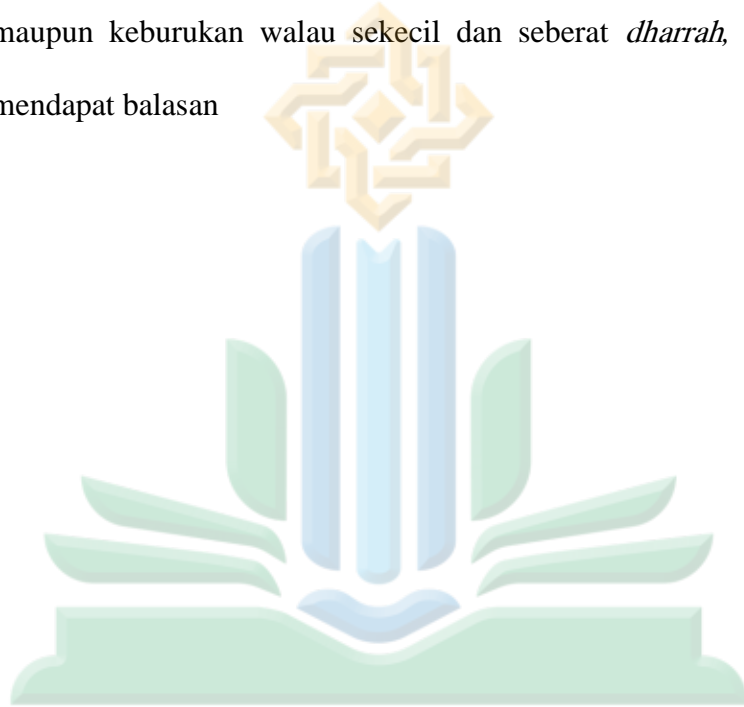 maupun keburukan walau sekecil dan seberat dharrah,
mendapat balasan